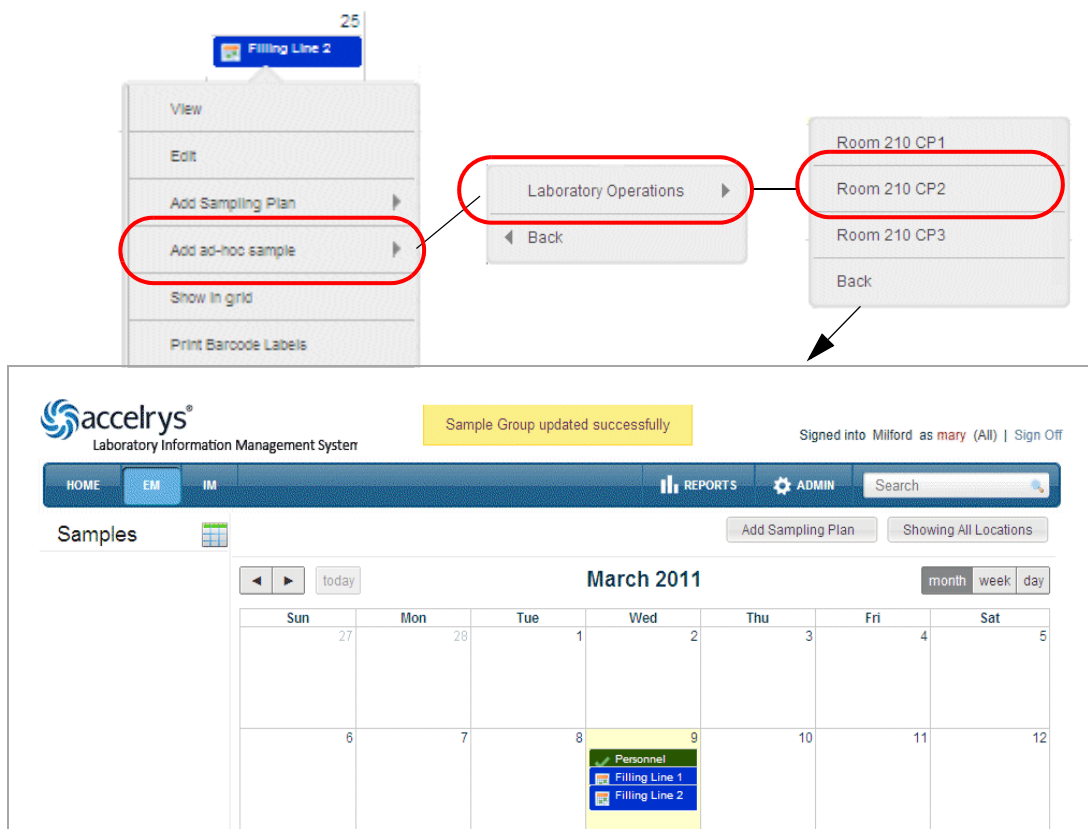 25
Filling Line 2
View
Edit
Add Sampling Plan
Add ad-hoc sample
Show in grid
Print Barcode Labels
Laboratory Operations
Back
Room 210 CP1
Room 210 CP2
Room 210 CP3
Back
accelrys®
Laboratory Information Management System
Sample Group updated successfully
Signed into Milford as mary (All) | Sign Off
HOME EM IM REPORTS ADMIN Search
Samples
Add Sampling Plan Showing All Locations
today March 2011 month week day
Sun Mon Tue Wed Thu Fri Sat
27 28 1 2 3 4 5
6 7 8 9 10 11 12
Personnel
Filling Line 1
Filling Line 2